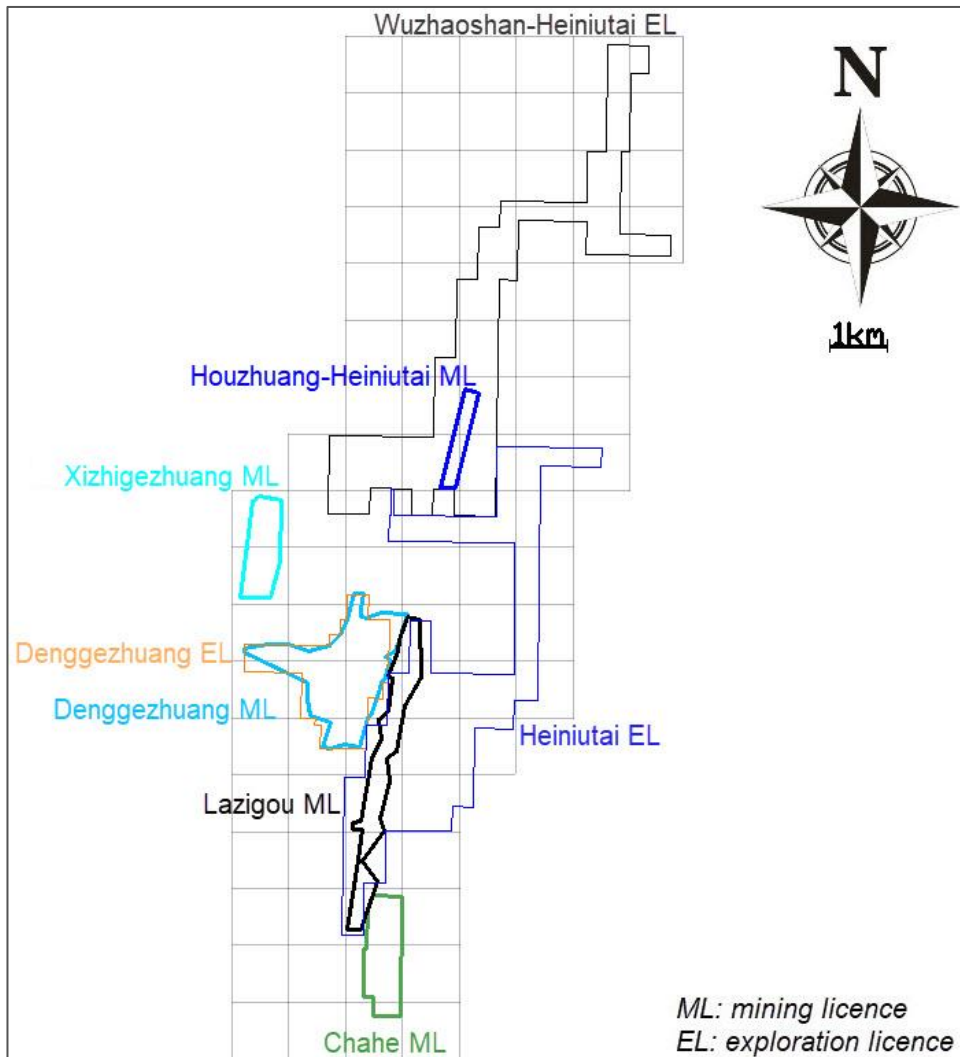 Wuzhaoshan-Heiniutai EL
N
1km
Houzhuang-Heiniutai ML
Xizhigezhuang ML
Denggezhuang EL
Denggezhuang ML
Heiniutai EL
Lazigou ML
ML: mining licence
EL: exploration licence
Chahe ML